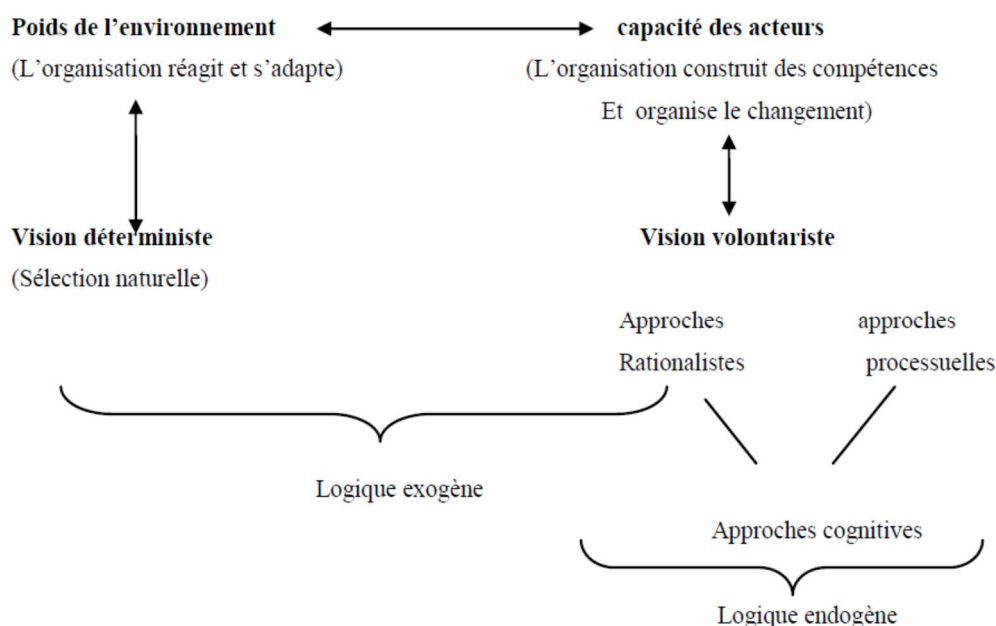 Poids de l’environnement capacité des acteurs
(L’organisation réagit et s’adapte) (L’organisation construit des compétences
Et organise le changement)
Vision déterministe Vision volontariste
(Sélection naturelle)
Approches approches
Rationalistes processuelles
Logique exogène
Approches cognitives
Logique endogène